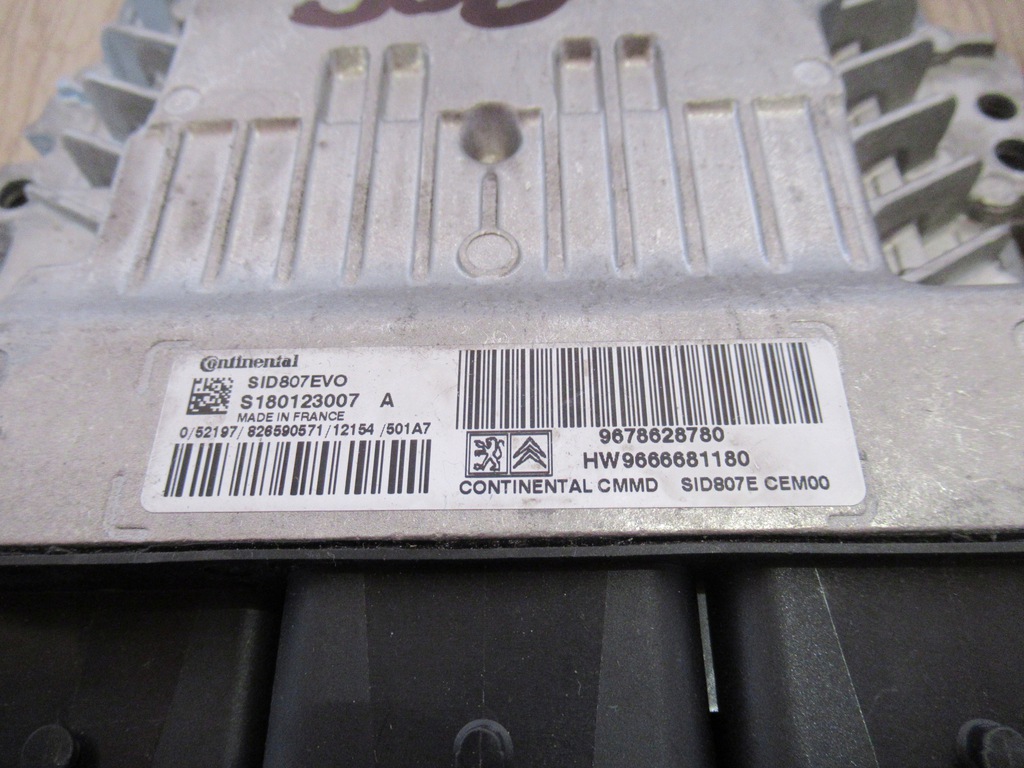 Continental
SID807EVO
S180123007 A
MADE IN FRANCE
0/52197/826590571/12154/501A7
9678628780
HW9666681180
CONTINENTAL CMMD SID807E CEM00